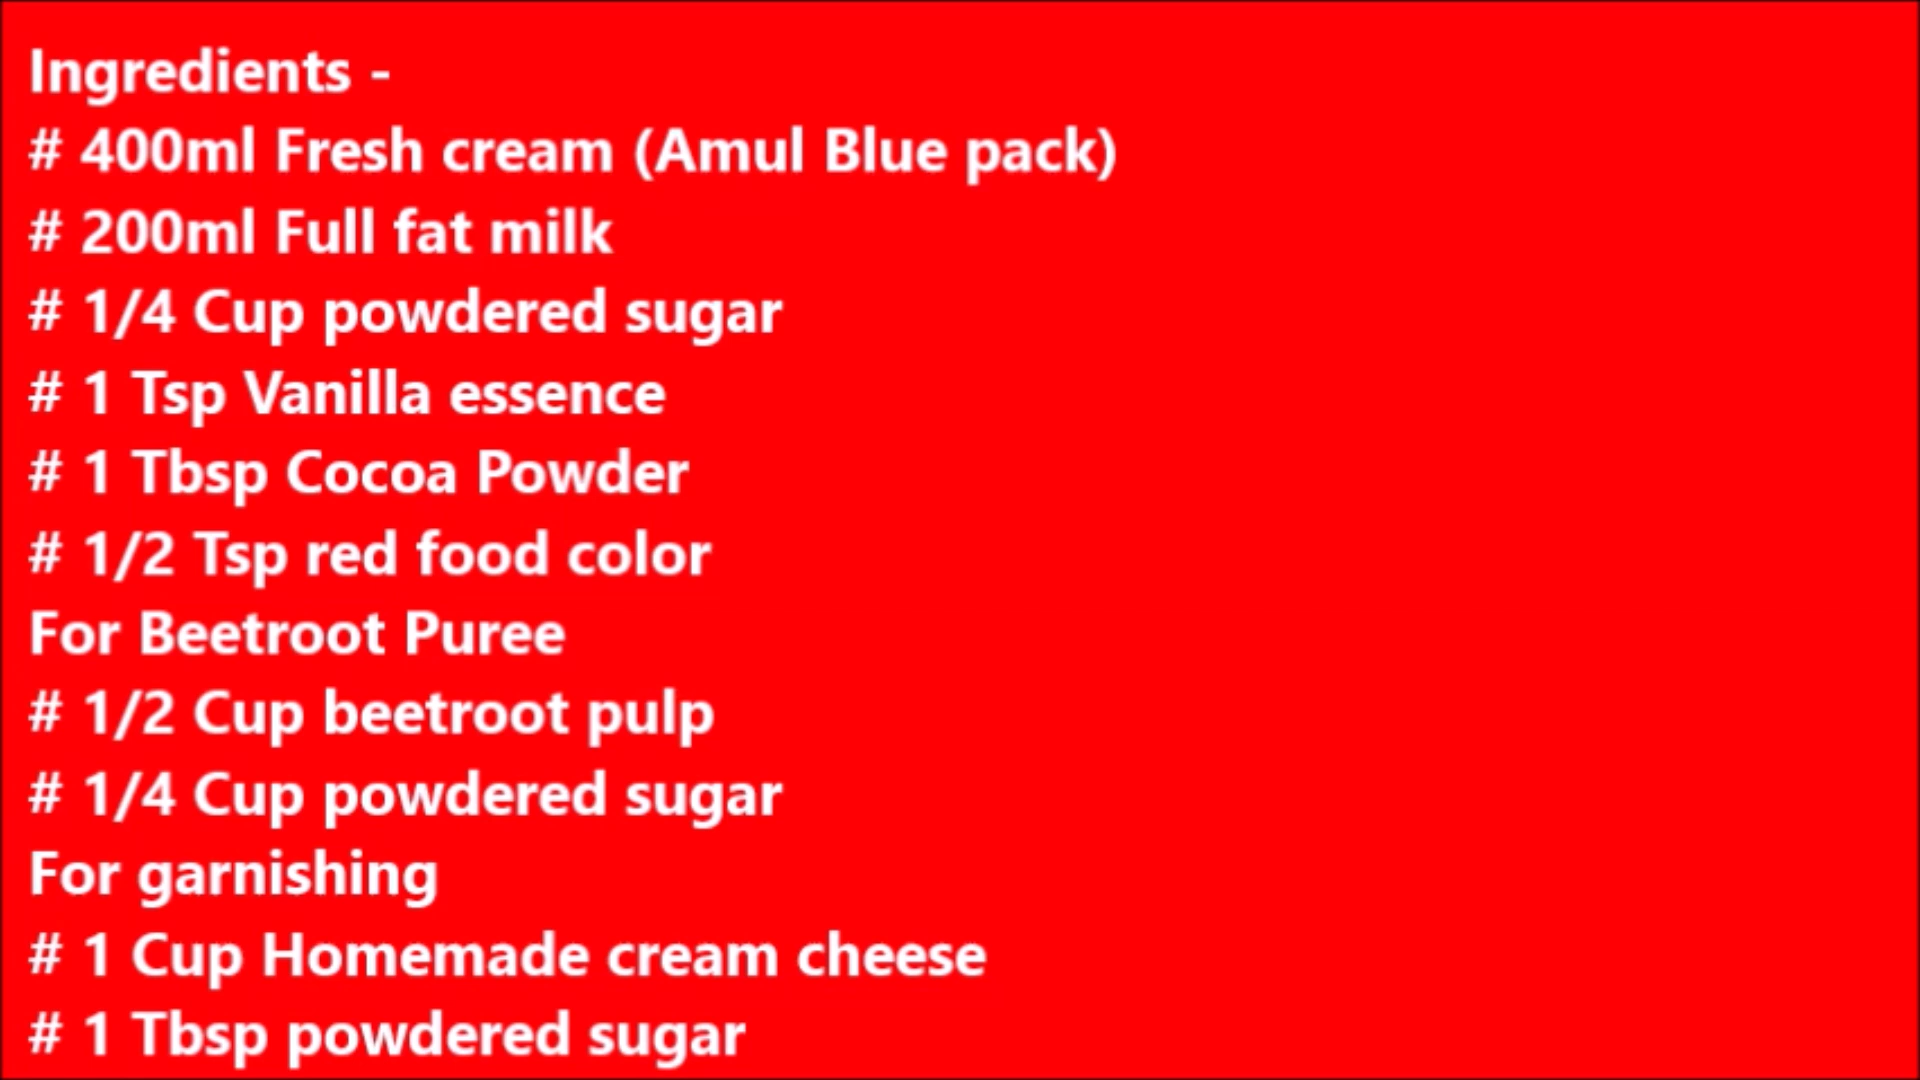 Ingredients -
# 400ml Fresh cream (Amul Blue pack)
# 200ml Full fat milk
# 1/4 Cup powdered sugar
# 1 Tsp Vanilla essence
# 1 Tbsp Cocoa Powder
# 1/2 Tsp red food color
For Beetroot Puree
# 1/2 Cup beetroot pulp
# 1/4 Cup powdered sugar
For garnishing
# 1 Cup Homemade cream cheese
# 1 Tbsp powdered sugar